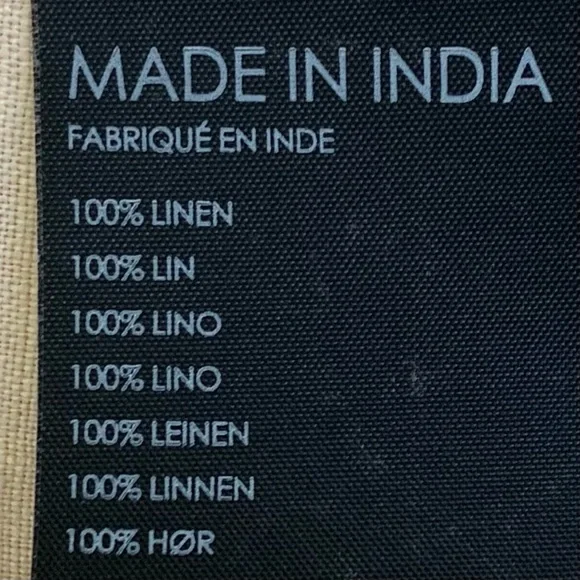 MADE IN INDIA
FABRIQUÉ EN INDE
100% LINEN
100% LIN
100% LINO
100% LINO
100% LEINEN
100% LINNEN
100% HØR